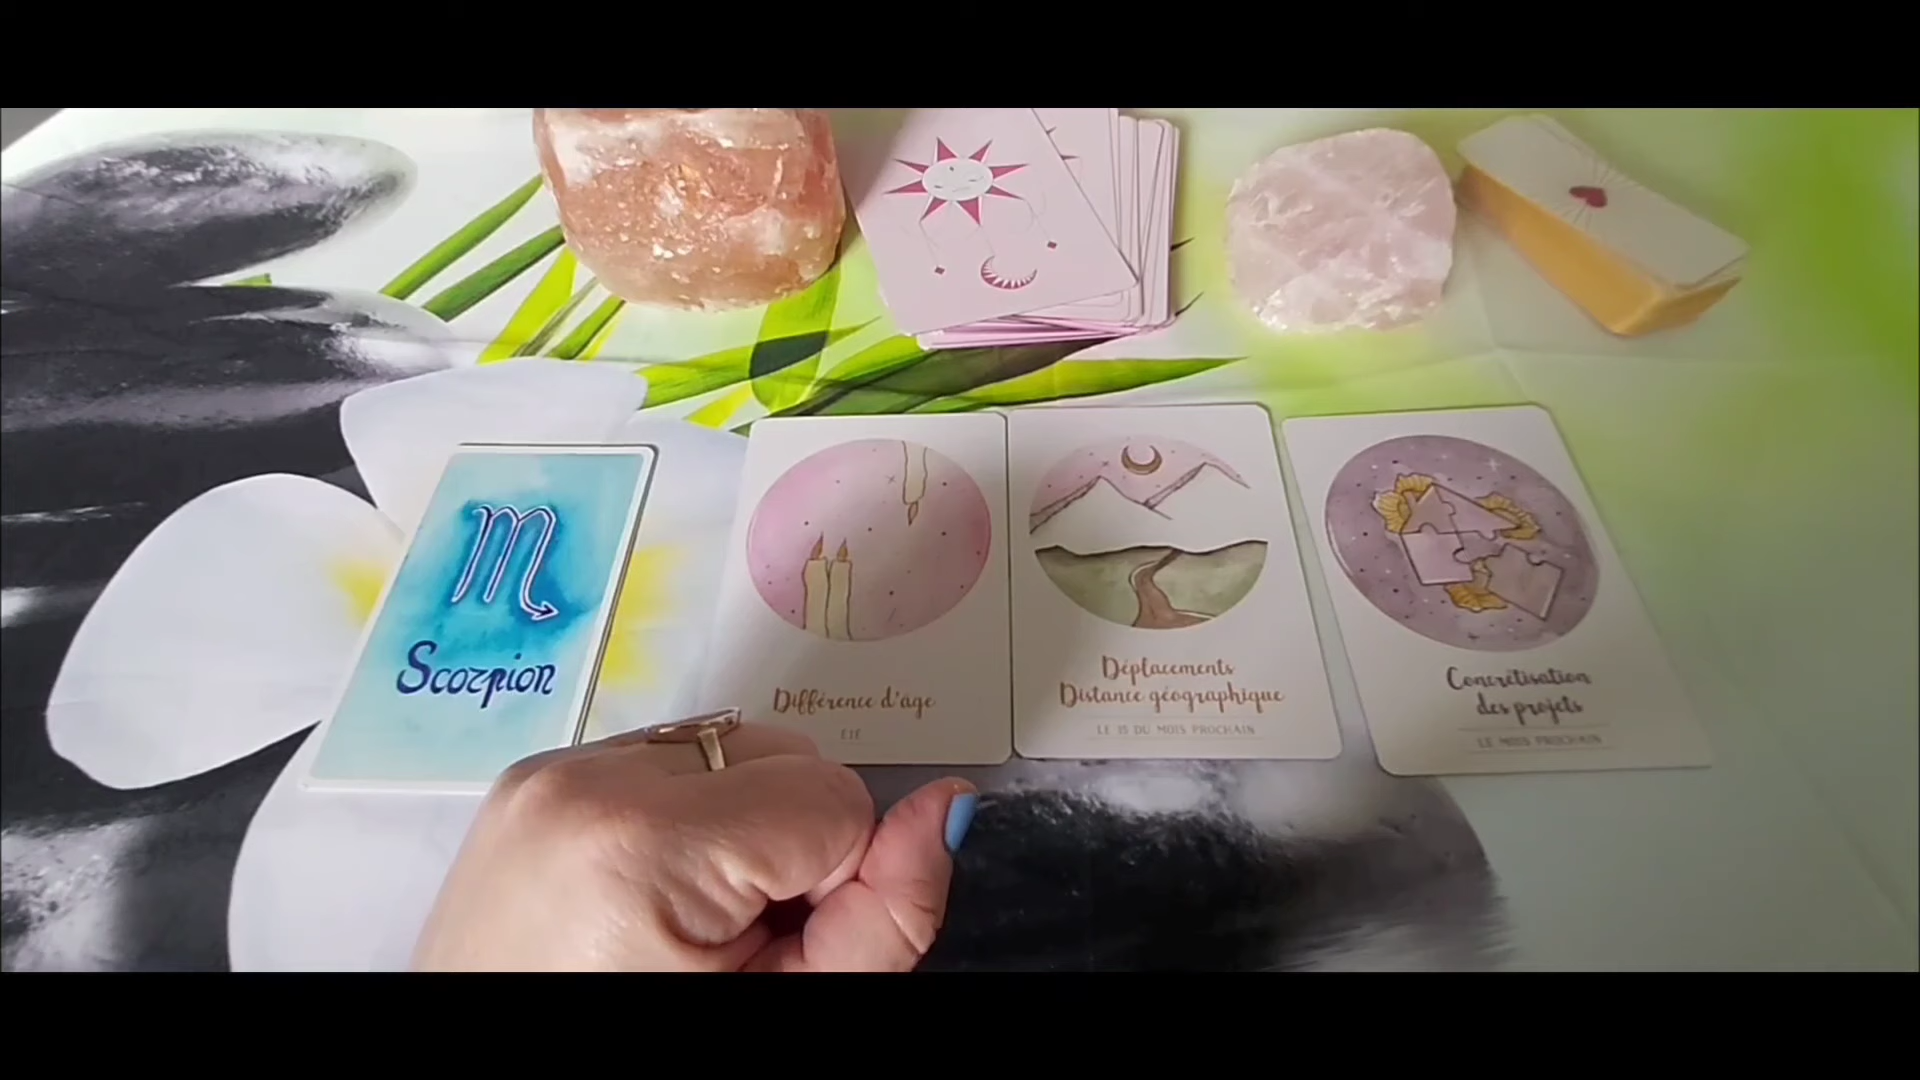 Scorpion
Différence d'âge
ÉTÉ
Déplacements
Distance géographique
LE 15 DU MOIS PROCHAIN
Concrétisation
des projets
LE MOIS PROCHAIN